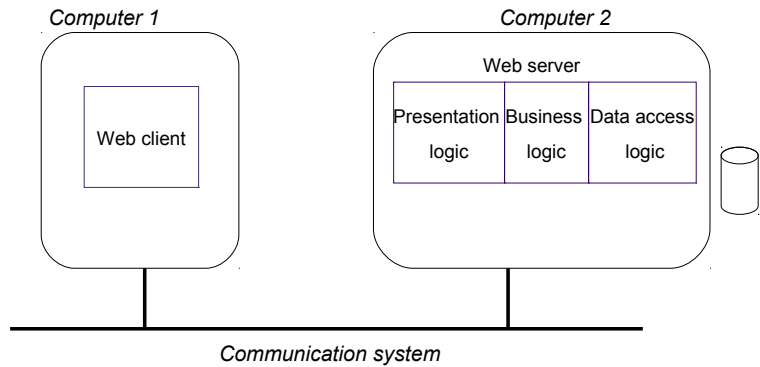 Computer 1
Computer 2
Web server
Web client
Presentation logic
Business logic
Data access logic
Communication system